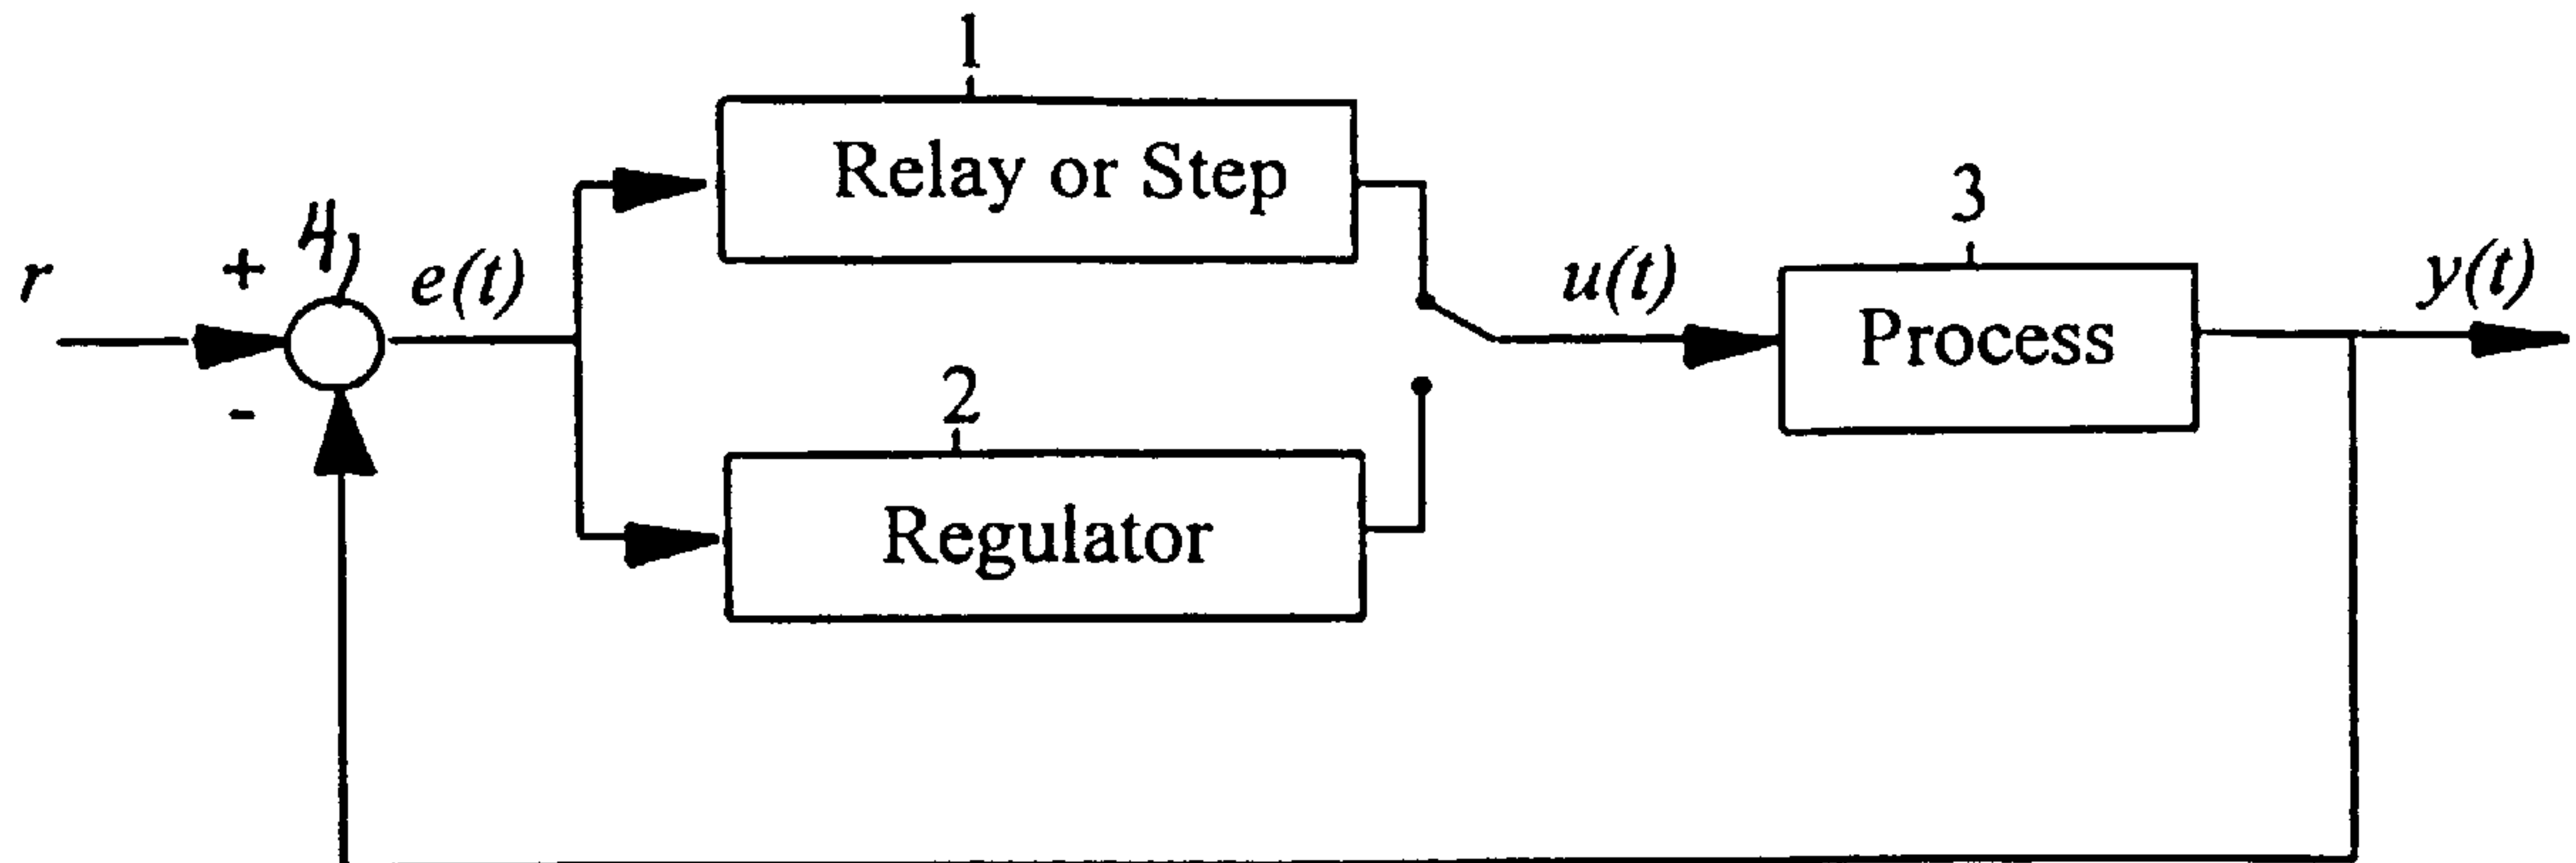 1
Relay or Step
3
4
r
+
e(t)
u(t)
y(t)
Process
-
2
Regulator